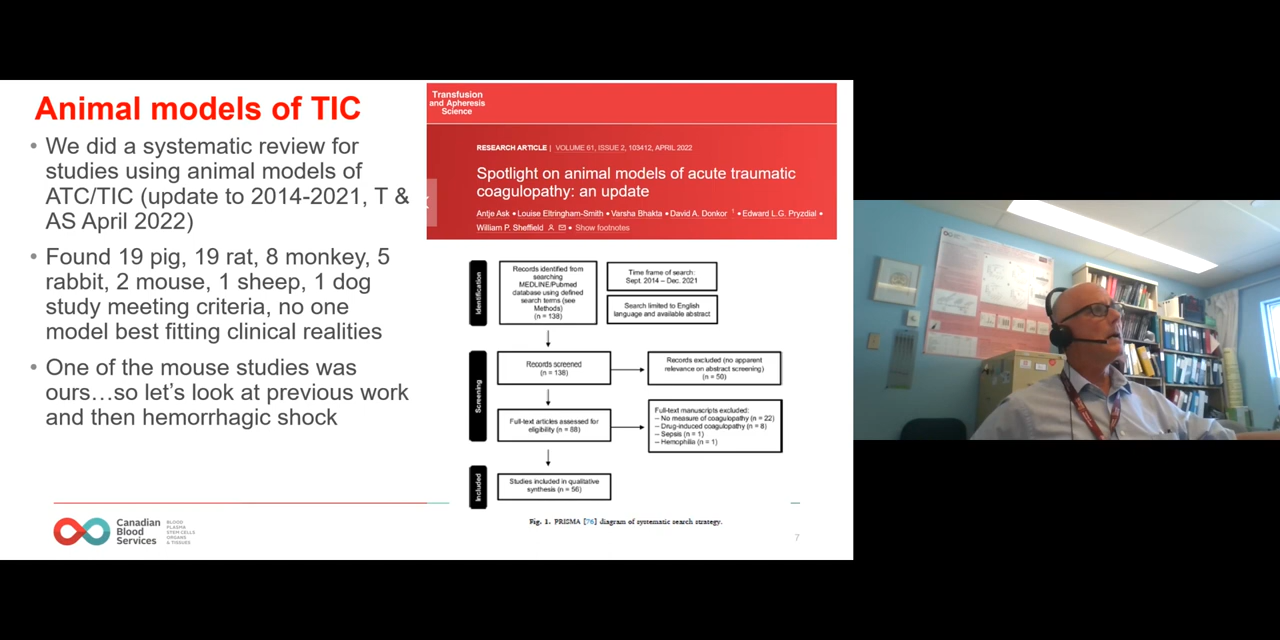 Animal models of TIC
• We did a systematic review for
studies using animal models of
ATC/TIC (update to 2014-2021, T &
AS April 2022)
• Found 19 pig, 19 rat, 8 monkey, 5
rabbit, 2 mouse, 1 sheep, 1 dog
study meeting criteria, no one
model best fitting clinical realities
• One of the mouse studies was
ours…so let's look at previous work
and then hemorrhagic shock
Transfusion
and Apheresis
Science
RESEARCH ARTICLE | VOLUME 61, ISSUE 2, 103412, APRIL 2022
Spotlight on animal models of acute traumatic
coagulopathy: an update
Antje Ask • Louise Eltringham-Smith • Varsha Bhakta • David A. Donkor 1 • Edward L.G. Pryzdial •
William P. Sheffield • Show footnotes
Identification
Records identified from
searching
MEDLINE/Pubmed
database using defined
search terms (see
Methods)
(n = 138)
Time frame of search:
Sept. 2014 – Dec. 2021
Search limited to English
language and available abstract
Screening
Records screened
(n = 138)
Records excluded (no apparent
relevance on abstract screening)
(n = 50)
Full-text articles assessed for
eligibility (n = 88)
Full-text manuscripts excluded:
– No measure of coagulopathy (n = 22)
– Drug-induced coagulopathy (n = 8)
– Sepsis (n = 1)
– Hemophilia (n = 1)
Included
Studies included in qualitative
synthesis (n = 56)
Fig. 1. PRISMA [76] diagram of systematic search strategy.
Canadian
Blood
Services
BLOOD
PLASMA
STEM CELLS
ORGANS
& TISSUES
7